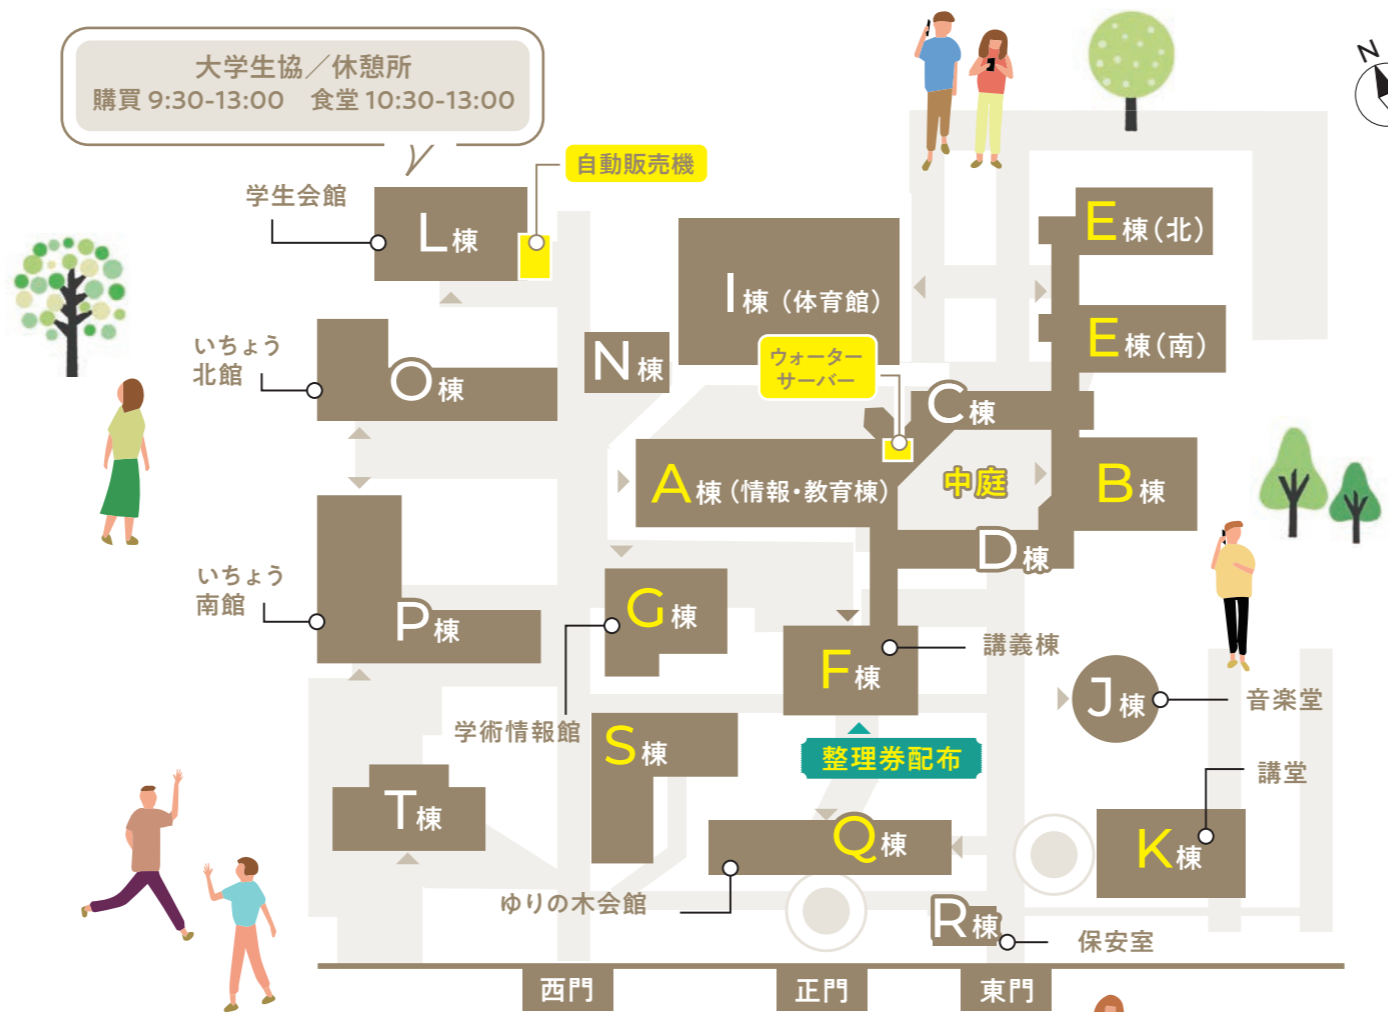 大学生協／休憩所
購買 9:30-13:00　食堂 10:30-13:00
N
自動販売機
学生会館
L棟
E棟（北）
I棟（体育館）
E棟（南）
いちょう
北館
O棟
N棟
ウォーター
サーバー
C棟
A棟（情報・教育棟）
中庭
B棟
D棟
いちょう
南館
P棟
G棟
F棟
講義棟
J棟
音楽堂
学術情報館
S棟
整理券配布
講堂
T棟
Q棟
K棟
ゆりの木会館
R棟
保安室
西門
正門
東門